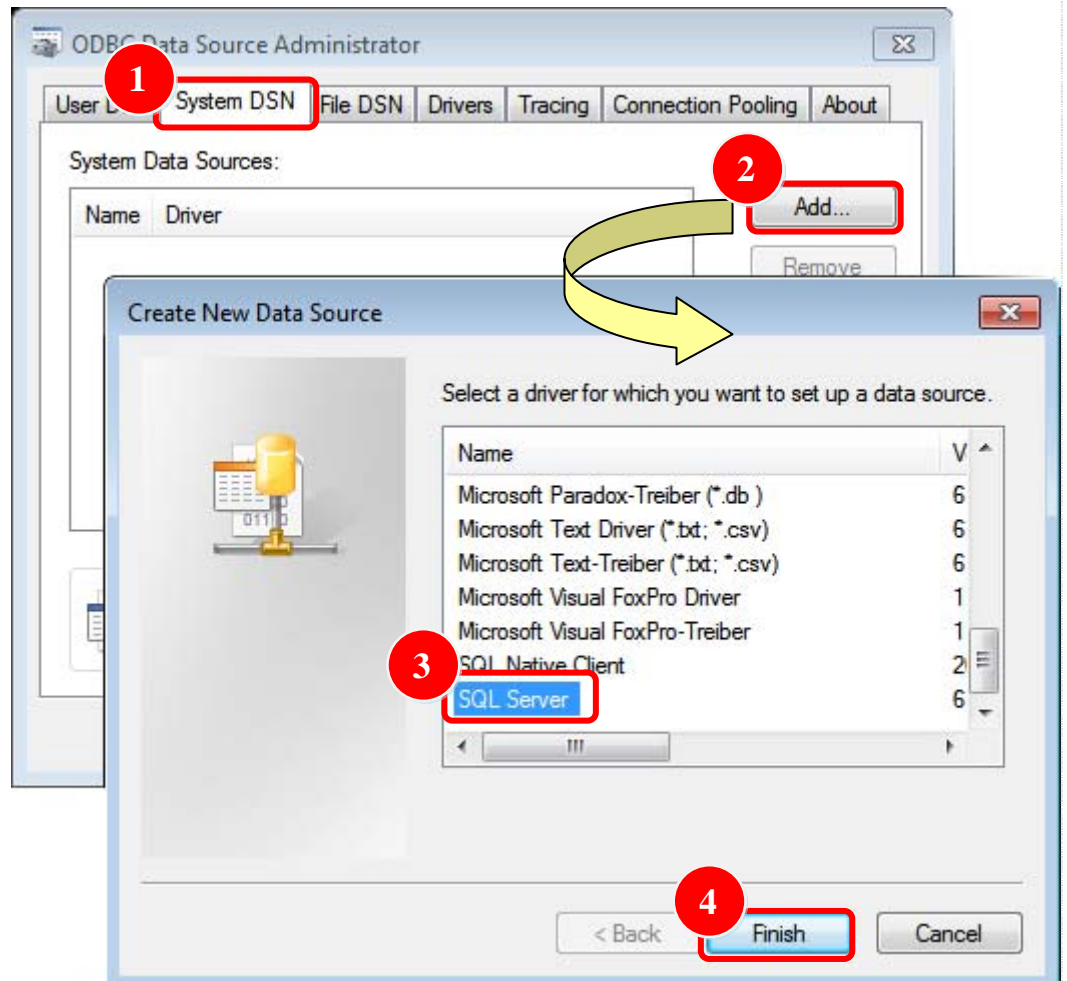 ODBC Data Source Administrator
1
User D System DSN File DSN Drivers Tracing Connection Pooling About
System Data Sources:
2
Name Driver
Add...
Remove
Create New Data Source
Select a driver for which you want to set up a data source.
Name V
Microsoft Paradox-Treiber (*.db ) 6
Microsoft Text Driver (*.txt; *.csv) 6
Microsoft Text-Treiber (*.txt; *.csv) 6
Microsoft Visual FoxPro Driver 1
Microsoft Visual FoxPro-Treiber 1
3
SQL Native Client 2
SQL Server 6
4
< Back Finish Cancel